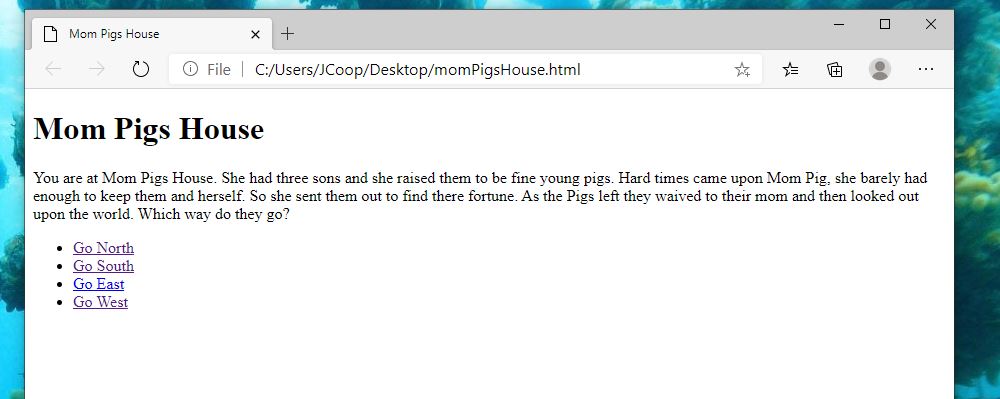 Mom Pigs House
File
C:/Users/JCoop/Desktop/momPigsHouse.html
Mom Pigs House
You are at Mom Pigs House. She had three sons and she raised them to be fine young pigs. Hard times came upon Mom Pig, she barely had
enough to keep them and herself. So she sent them out to find there fortune. As the Pigs left they waived to their mom and then looked out
upon the world. Which way do they go?
Go North
Go South
Go East
Go West